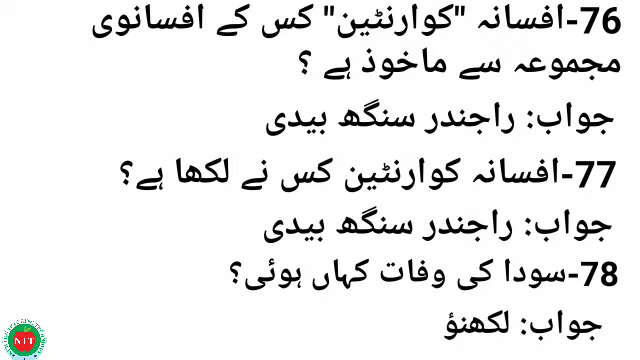 76-افسانہ "کوارنٹین" کس کے افسانوی
مجموعہ سے ماخوذ ہے ؟
جواب: راجندر سنگھ بیدی
77-افسانہ کوارنٹین کس نے لکھا ہے؟
جواب: راجندر سنگھ بیدی
78-سودا کی وفات کہاں ہوئی؟
جواب: لکھنؤ
NIT